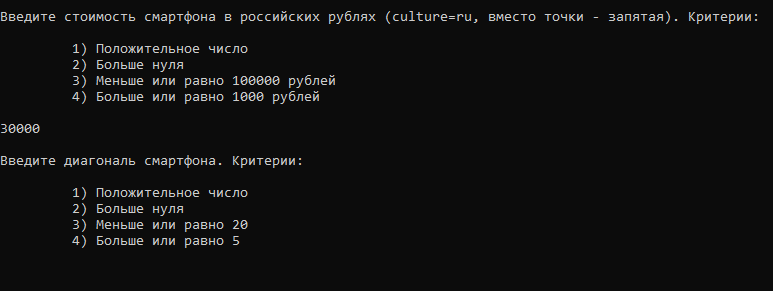 Введите стоимость смартфона в российских рублях (culture=ru, вместо точки - запятая). Критерии:
1) Положительное число
2) Больше нуля
3) Меньше или равно 100000 рублей
4) Больше или равно 1000 рублей
30000
Введите диагональ смартфона. Критерии:
1) Положительное число
2) Больше нуля
3) Меньше или равно 20
4) Больше или равно 5